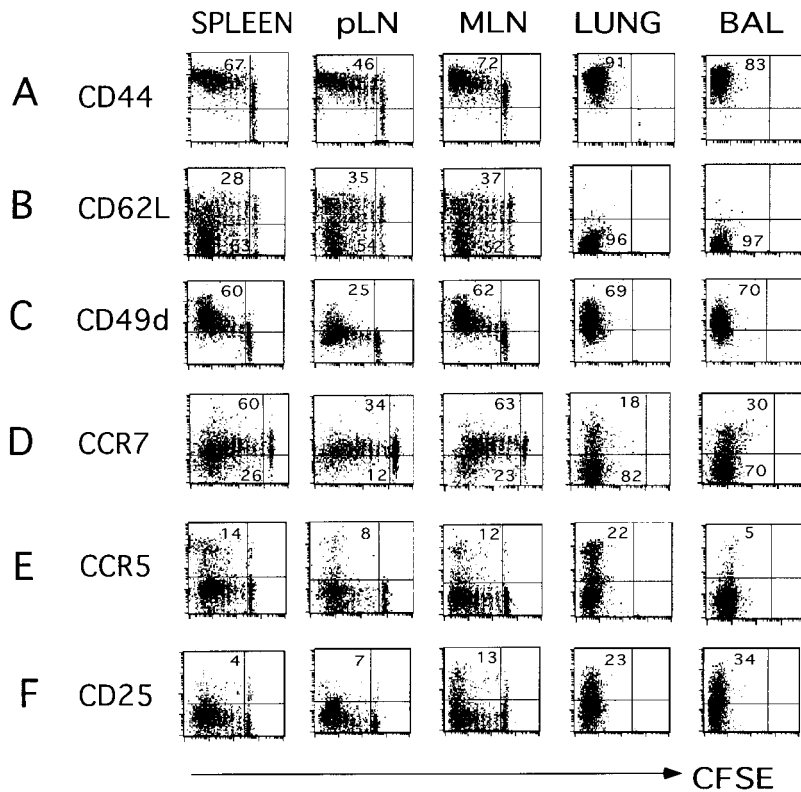 SPLEEN pLN MLN LUNG BAL
A CD44 67 46 72 91 83
B CD62L 28 35 37
63 54 52 96 97
C CD49d 60 25 62 69 70
D CCR7 60 34 63 18 30
26 12 23 82 70
E CCR5 14 8 12 22 5
F CD25 4 7 13 23 34
CFSE